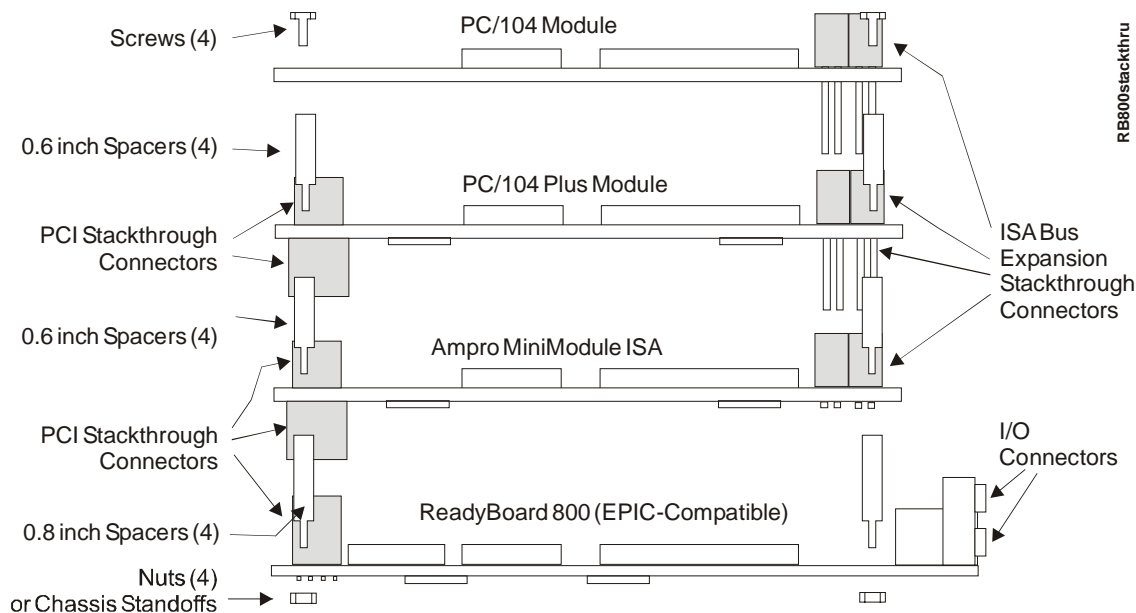 Screws (4)
PC/104 Module
RB800stackthru
0.6 inch Spacers (4)
PC/104 Plus Module
PCI Stackthrough
Connectors
ISA Bus
Expansion
Stackthrough
Connectors
0.6 inch Spacers (4)
Ampro MiniModule ISA
PCI Stackthrough
Connectors
I/O
Connectors
ReadyBoard 800 (EPIC-Compatible)
0.8 inch Spacers (4)
Nuts (4)
or Chassis Standoffs